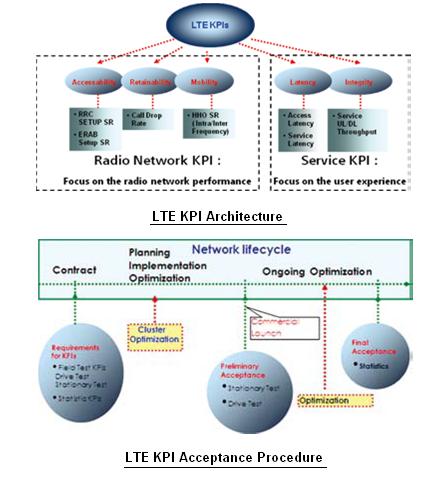 LTE KPIs
Accessability
Retainability
Mobility
Latency
Integrity
• RRC
SETUP SR
• ERAB
Setup SR
• Call Drop
Rate
• HHO SR
(Intra/Inter
Frequency)
• Access
Latency
• Service
Latency
• Service
UL/DL
Throughput
Radio Network KPI :
Focus on the radio network performance
Service KPI :
Focus on the user experience
LTE KPI Architecture
Network lifecycle
Contract
Planning
Implementation
Optimization
Ongoing Optimization
Requirements
for KPIs
• Field Test KPIs
Drive Test
Stationary Test
• Statistic KPIs
Cluster
Optimization
Commercial
Launch
Preliminary
Acceptance
• Stationary Test
• Drive Test
Optimization
Final
Acceptance
• Statistics
LTE KPI Acceptance Procedure